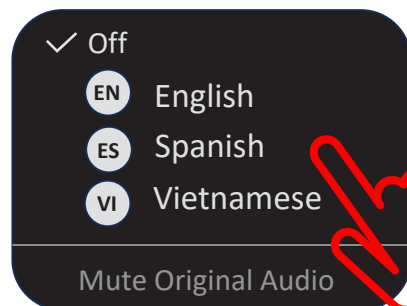 Off
EN English
ES Spanish
VI Vietnamese
Mute Original Audio